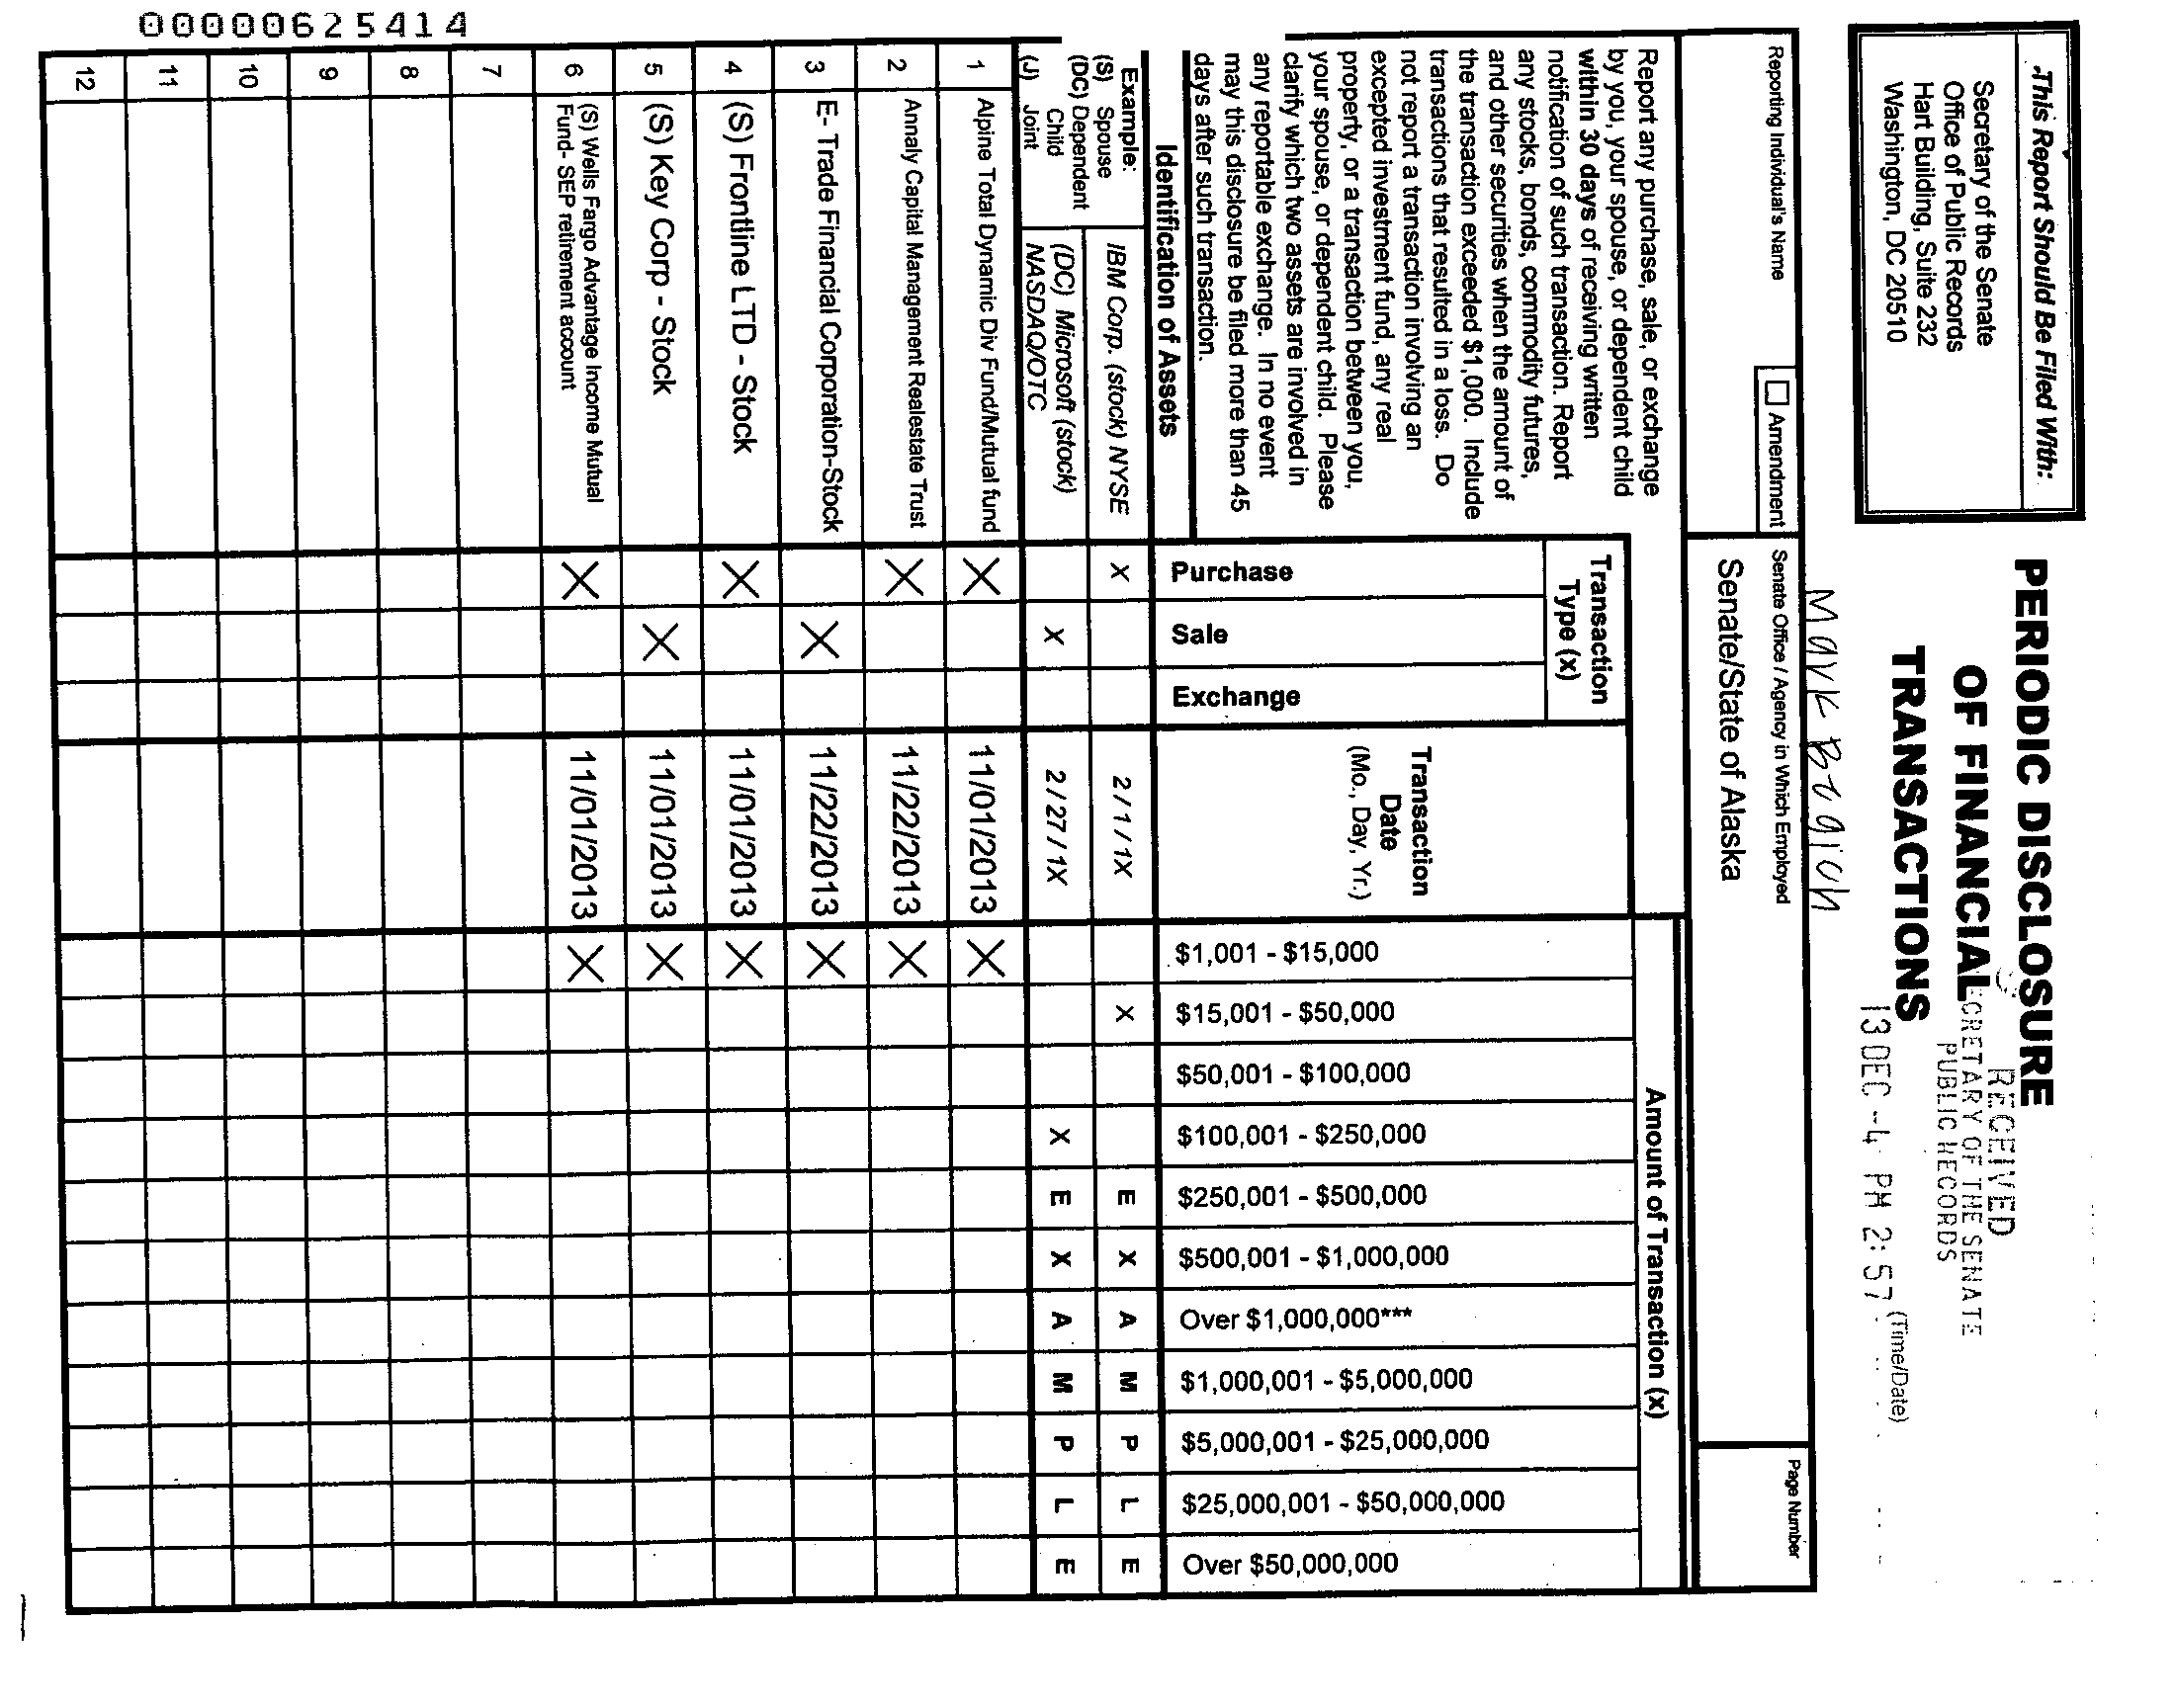 .This Report Should Be Filed With:
Secretary of the Senate
Office of Public Records
Hart Building, Suite 232
Washington, DC 20510
PERIODIC DISCLOSURE
OF FINANCIAL
TRANSACTIONS
RECEIVED
SECRETARY OF THE SENATE
PUBLIC RECORDS
13 DEC -4 PM 2:57
(Time/Date)
Mark Begich
Reporting Individual's Name
Amendment
Senate Office / Agency in Which Employed
Senate/State of Alaska
Page Number
Report any purchase, sale, or exchange
by you, your spouse, or dependent child
within 30 days of receiving written
notification of such transaction. Report
any stocks, bonds, commodity futures,
and other securities when the amount of
the transaction exceeded $1,000. Include
transactions that resulted in a loss. Do
not report a transaction involving an
excepted investment fund, any real
property, or a transaction between you,
your spouse, or dependent child. Please
clarify which two assets are involved in
any reportable exchange. In no event
may this disclosure be filed more than 45
days after such transaction.
Identification of Assets
Transaction
Type (x)
Purchase
Sale
Exchange
Transaction
Date
(Mo., Day, Yr.)
Amount of Transaction (x)
$1,001 - $15,000
$15,001 - $50,000
$50,001 - $100,000
$100,001 - $250,000
$250,001 - $500,000
$500,001 - $1,000,000
Over $1,000,000***
$1,000,001 - $5,000,000
$5,000,001 - $25,000,000
$25,000,001 - $50,000,000
Over $50,000,000
Example:
(S) Spouse
(DC) Dependent
Child
(J) Joint
IBM Corp. (stock) NYSE X 2 / 1 / 1X X E X A M P L E
(DC) Microsoft (stock)
NASDAQ/OTC X 2 / 27 / 1X X E X A M P L E
1 Alpine Total Dynamic Div Fund/Mutual fund X 11/01/2013 X
2 Annaly Capital Management Realestate Trust X 11/22/2013 X
3 E- Trade Financial Corporation-Stock X 11/22/2013 X
4 (S) Frontline LTD - Stock X 11/01/2013 X
5 (S) Key Corp - Stock X 11/01/2013 X
6 (S) Wells Fargo Advantage Income Mutual
Fund- SEP retirement account X 11/01/2013 X
7
8
9
10
11
12
00000625414